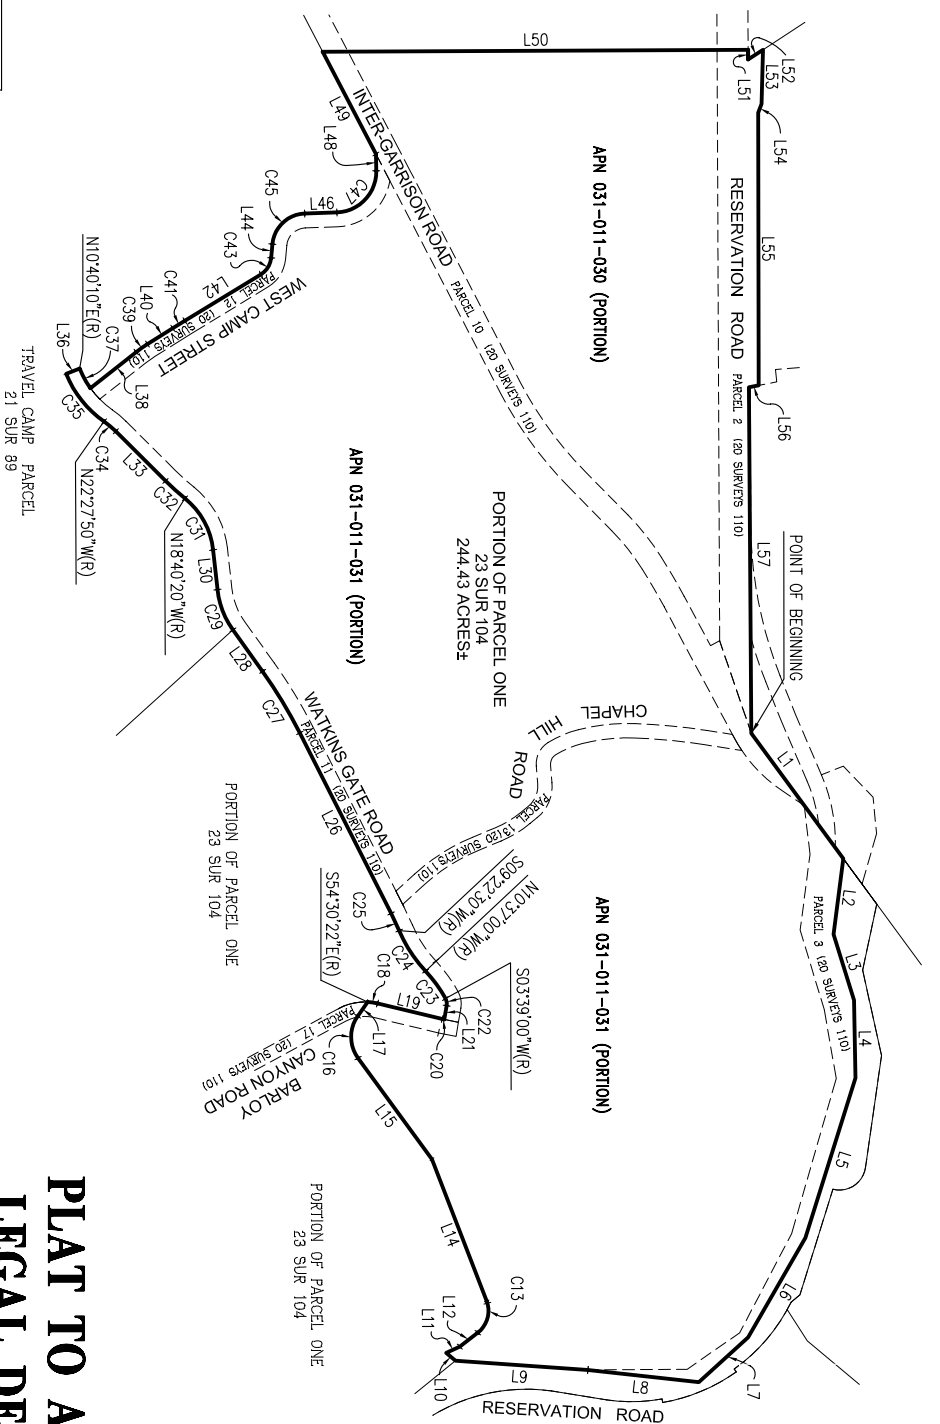 L50
L51
L52
L53
L54
L55
L56
L57
RESERVATION ROAD
PARCEL 2 (20 SURVEYS 110)
POINT OF BEGINNING
APN 031-011-030 (PORTION)
L49
L48
C47
L46
C45
L44
C43
L42
C41
L40
C39
L38
C37
L36
C35
C34
L33
C32
C31
L30
C29
L28
C27
L26
C25
C24
C23
C22
L21
C20
L19
C18
L17
C16
L15
L14
C13
L12
L11
L10
L9
L8
L7
L6
L5
L4
L3
L2
L1
INTER-GARRISON ROAD
PARCEL 10 (20 SURVEYS 110)
WEST CAMP STREET
PARCEL 12 (20 SURVEYS 110)
N10°40'10"E(R)
N22°27'50"W(R)
N18°40'20"W(R)
TRAVEL CAMP PARCEL
21 SUR 89
APN 031-011-031 (PORTION)
PORTION OF PARCEL ONE
23 SUR 104
244.43 ACRES±
CHAPEL
HILL
ROAD
PARCEL 13(20 SURVEYS 110)
WATKINS GATE ROAD
PARCEL 11 (20 SURVEYS 110)
PORTION OF PARCEL ONE
23 SUR 104
S09°22'30"W(R)
N10°37'00"W(R)
S54°30'22"E(R)
S03°39'00"W(R)
APN 031-011-031 (PORTION)
PARCEL 3 (20 SURVEYS 110)
PARCEL 17 (20 SURVEYS 110)
BARLOY
CANYON ROAD
PORTION OF PARCEL ONE
23 SUR 104
RESERVATION ROAD
PLAT TO A
LEGAL DE